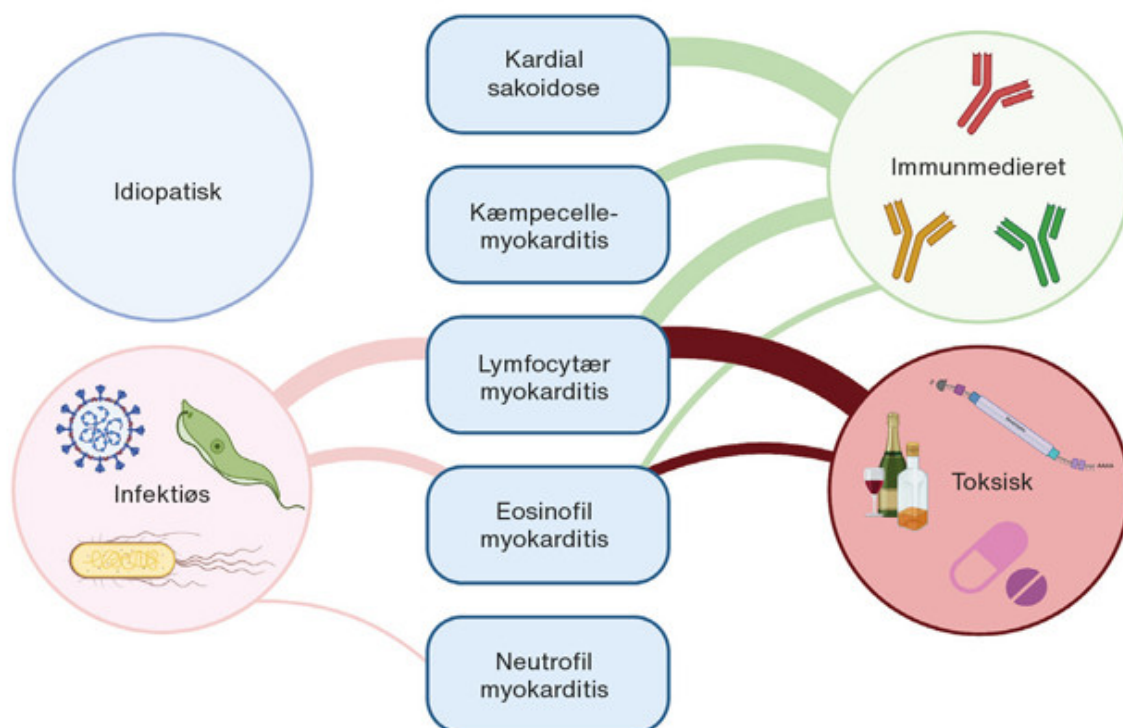 Kardial
sakoidose
Idiopatisk
Immunmedieret
Kæmpecelle-
myokarditis
Lymfocytær
myokarditis
Infektiøs
Toksisk
Eosinofil
myokarditis
Neutrofil
myokarditis